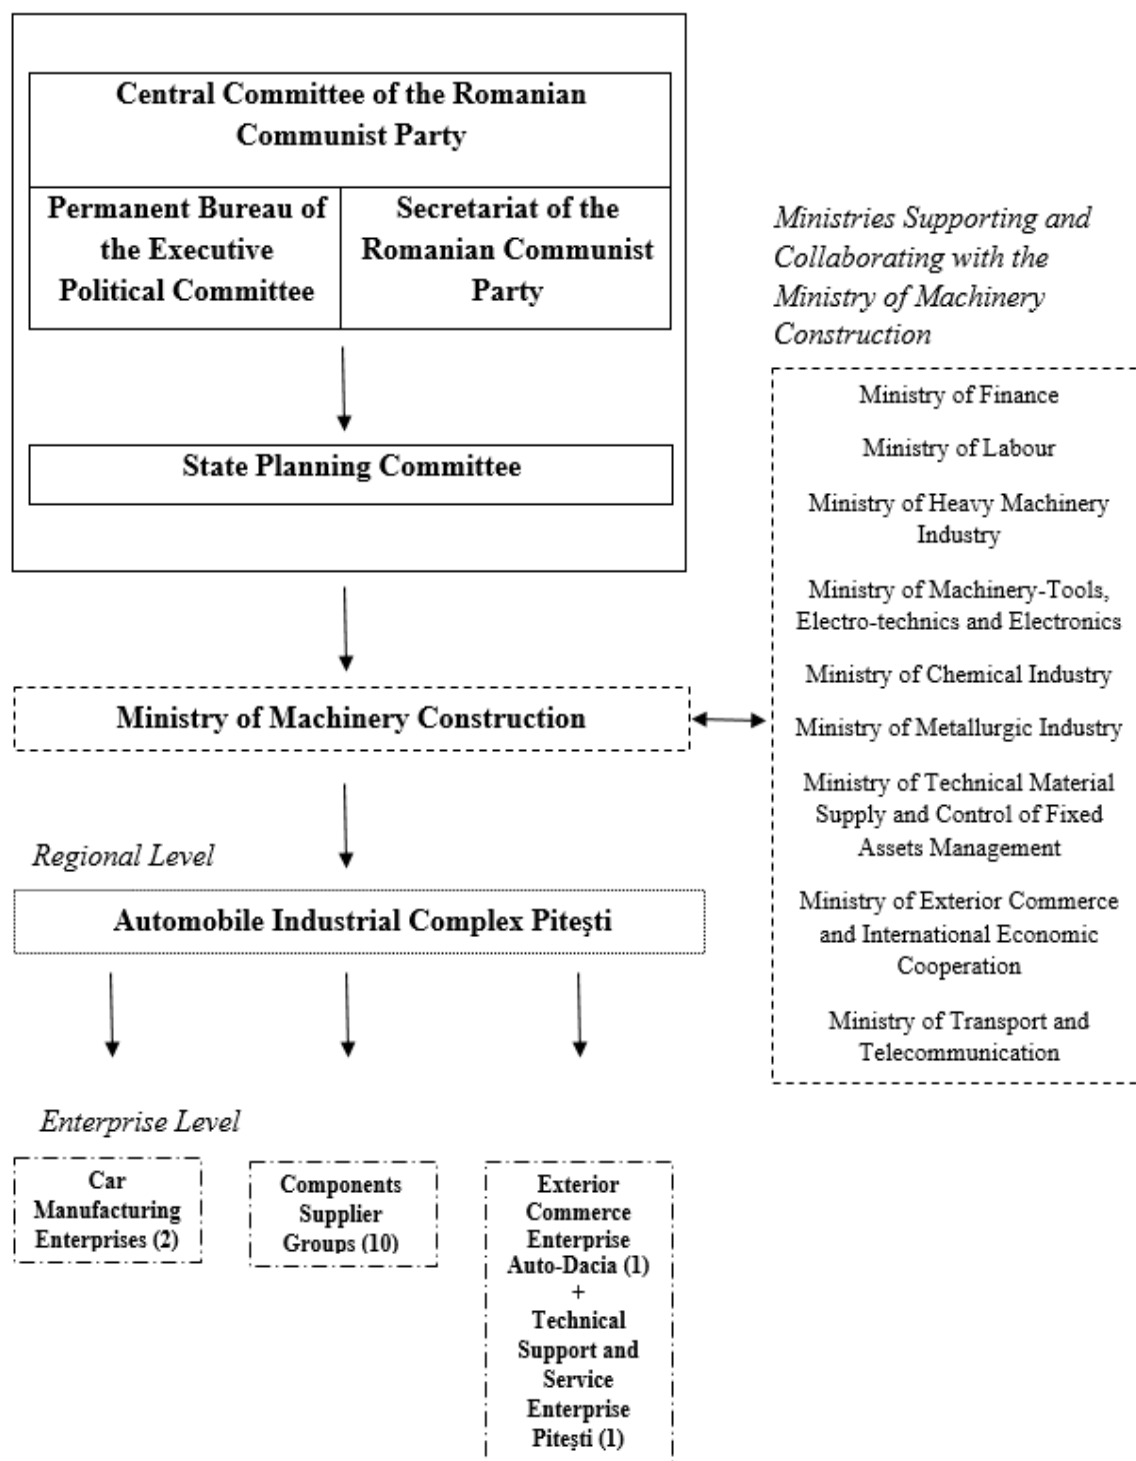 Central Committee of the Romanian
Communist Party
Permanent Bureau of
the Executive
Political Committee
Secretariat of the
Romanian Communist
Party
State Planning Committee
Ministry of Machinery Construction
Ministries Supporting and
Collaborating with the
Ministry of Machinery
Construction
Ministry of Finance
Ministry of Labour
Ministry of Heavy Machinery
Industry
Ministry of Machinery-Tools,
Electro-technics and Electronics
Ministry of Chemical Industry
Ministry of Metallurgic Industry
Ministry of Technical Material
Supply and Control of Fixed
Assets Management
Ministry of Exterior Commerce
and International Economic
Cooperation
Ministry of Transport and
Telecommunication
Regional Level
Automobile Industrial Complex Piteşti
Enterprise Level
Car
Manufacturing
Enterprises (2)
Components
Supplier
Groups (10)
Exterior
Commerce
Enterprise
Auto-Dacia (1)
+
Technical
Support and
Service
Enterprise
Piteşti (1)